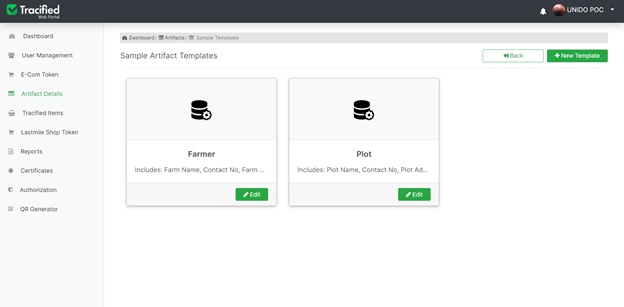 Tracified
Web Portal
UNIDO POC
Dashboard
User Management
E-Com Token
Artifact Details
Tracified Items
Lastmile Shop Token
Reports
Certificates
Authorization
QR Generator
Dashboard/ Artifacts/ Sample Templates
Sample Artifact Templates
Back
+ New Template
Farmer
Includes: Farm Name, Contact No, Farm ...
Edit
Plot
Includes: Plot Name, Contact No, Plot Ad...
Edit